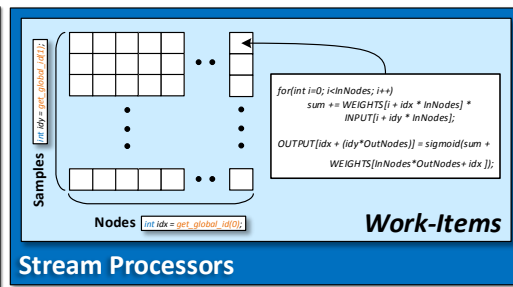 Samples int idy = get_global_id(1);
for(int i=0; i<InNodes; i++)
sum += WEIGHTS[i + idx * InNodes] *
INPUT[i + idy * InNodes];
OUTPUT[idx + (idy*OutNodes)] = sigmoid(sum +
WEIGHTS[InNodes*OutNodes+ idx ]);
Nodes int idx = get_global_id(0);
Work-Items
Stream Processors